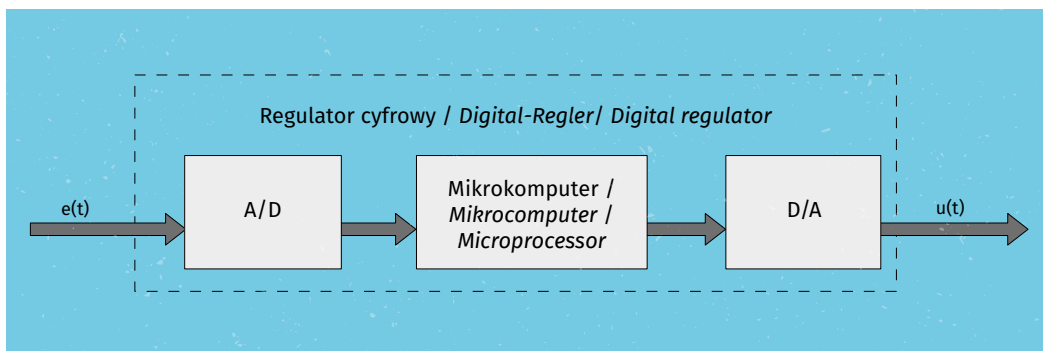 Regulator cyfrowy / Digital-Regler/ Digital regulator
e(t)
A/D
Mikrokomputer /
Mikrocomputer /
Microprocessor
D/A
u(t)